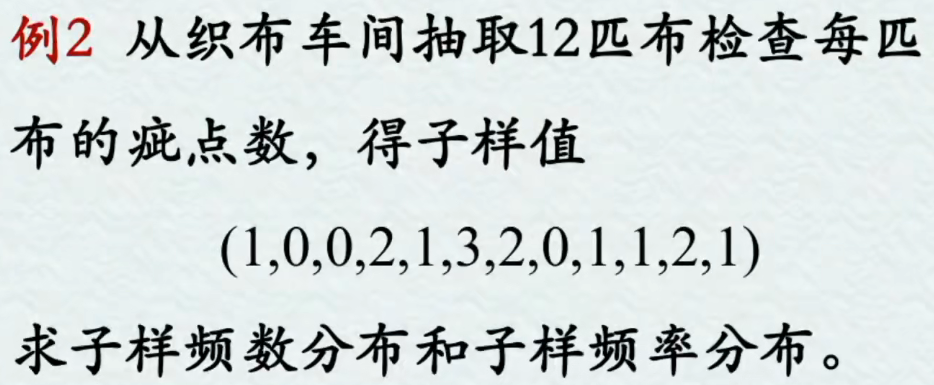 例2 从织布车间抽取12匹布检查每匹
布的疵点数，得子样值
(1,0,0,2,1,3,2,0,1,1,2,1)
求子样频数分布和子样频率分布。